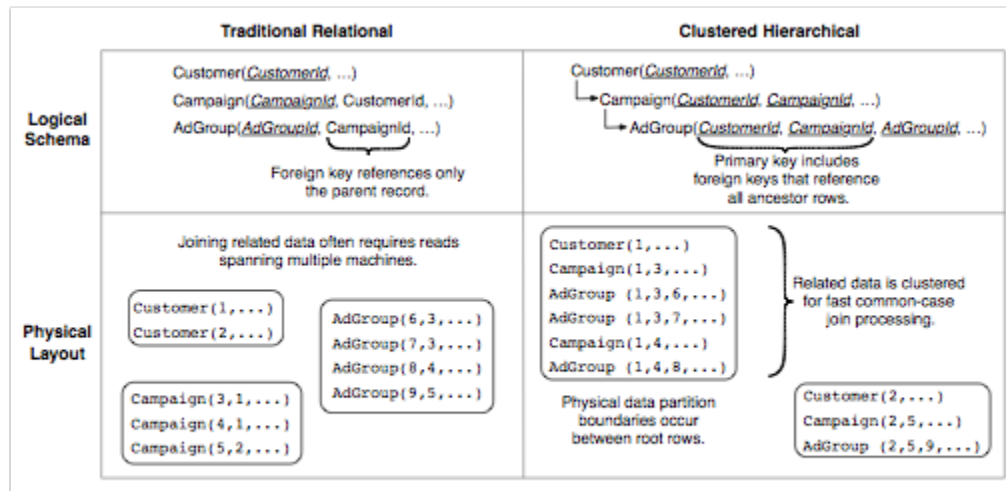 Traditional Relational
Clustered Hierarchical
Logical
Schema
Customer(CustomerId, ...)
Campaign(CampaignId, CustomerId, ...)
AdGroup(AdGroupId, CampaignId, ...)
Foreign key references only
the parent record.
Customer(CustomerId, ...)
Campaign(CustomerId, CampaignId, ...)
AdGroup(CustomerId, CampaignId, AdGroupId, ...)
Primary key includes
foreign keys that reference
all ancestor rows.
Physical
Layout
Joining related data often requires reads
spanning multiple machines.
Customer(1,...)
Customer(2,...)
AdGroup(6,3,...)
AdGroup(7,3,...)
AdGroup(8,4,...)
AdGroup(9,5,...)
Campaign(3,1,...)
Campaign(4,1,...)
Campaign(5,2,...)
Customer(1,...)
Campaign(1,3,...)
AdGroup (1,3,6,...)
AdGroup (1,3,7,...)
Campaign(1,4,...)
AdGroup (1,4,8,...)
Related data is clustered
for fast common-case
join processing.
Physical data partition
boundaries occur
between root rows.
Customer(2,...)
Campaign(2,5,...)
AdGroup (2,5,9,...)